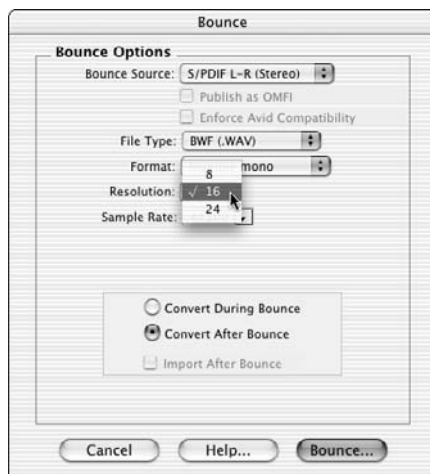 Bounce
Bounce Options
Bounce Source: S/PDIF L-R (Stereo)
Publish as OMFI
Enforce Avid Compatibility
File Type: BWF (.WAV)
Format: mono
8
Resolution: √ 16
24
Sample Rate:
Convert During Bounce
Convert After Bounce
Import After Bounce
Cancel Help... Bounce...